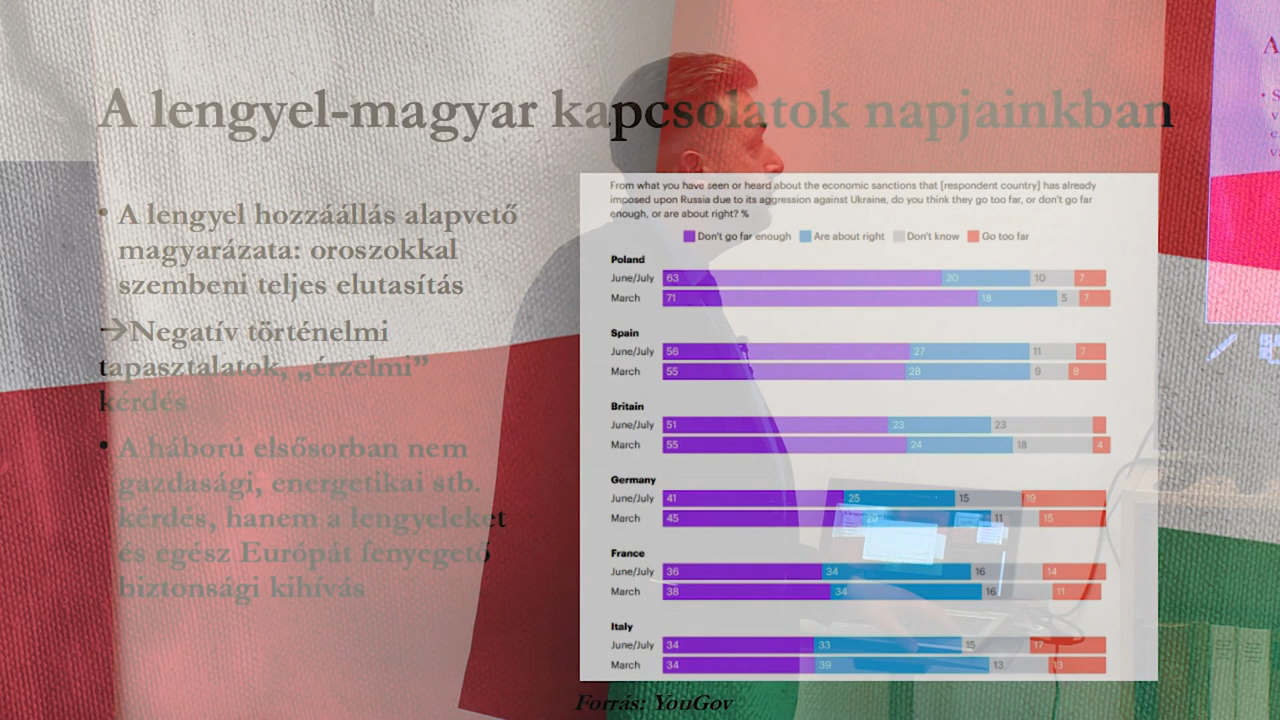 A lengyel-magyar kapcsolatok napjainkban
• A lengyel hozzáállás alapvető
magyarázata: oroszokkal
szembeni teljes elutasítás
→Negatív történelmi
tapasztalatok, „érzelmi”
kérdés
• A háború elsősorban nem
gazdasági, energetikai stb.
kérdés, hanem a lengyeleket
és egész Európát fenyegető
biztonsági kihívás
From what you have seen or heard about the economic sanctions that [respondent country] has already
imposed upon Russia due to its aggression against Ukraine, do you think they go too far, or don't go far
enough, or are about right? %
Don't go far enough Are about right Don't know Go too far
Poland
June/July 63 20 10 7
March 71 18 5 7
Spain
June/July 56 27 11 7
March 55 28 9 8
Britain
June/July 51 23 23
March 55 24 18 4
Germany
June/July 41 25 15 19
March 45 29 11 15
France
June/July 36 34 16 14
March 38 34 16 11
Italy
June/July 34 33 15 17
March 34 39 13 13
Forrás: YouGov